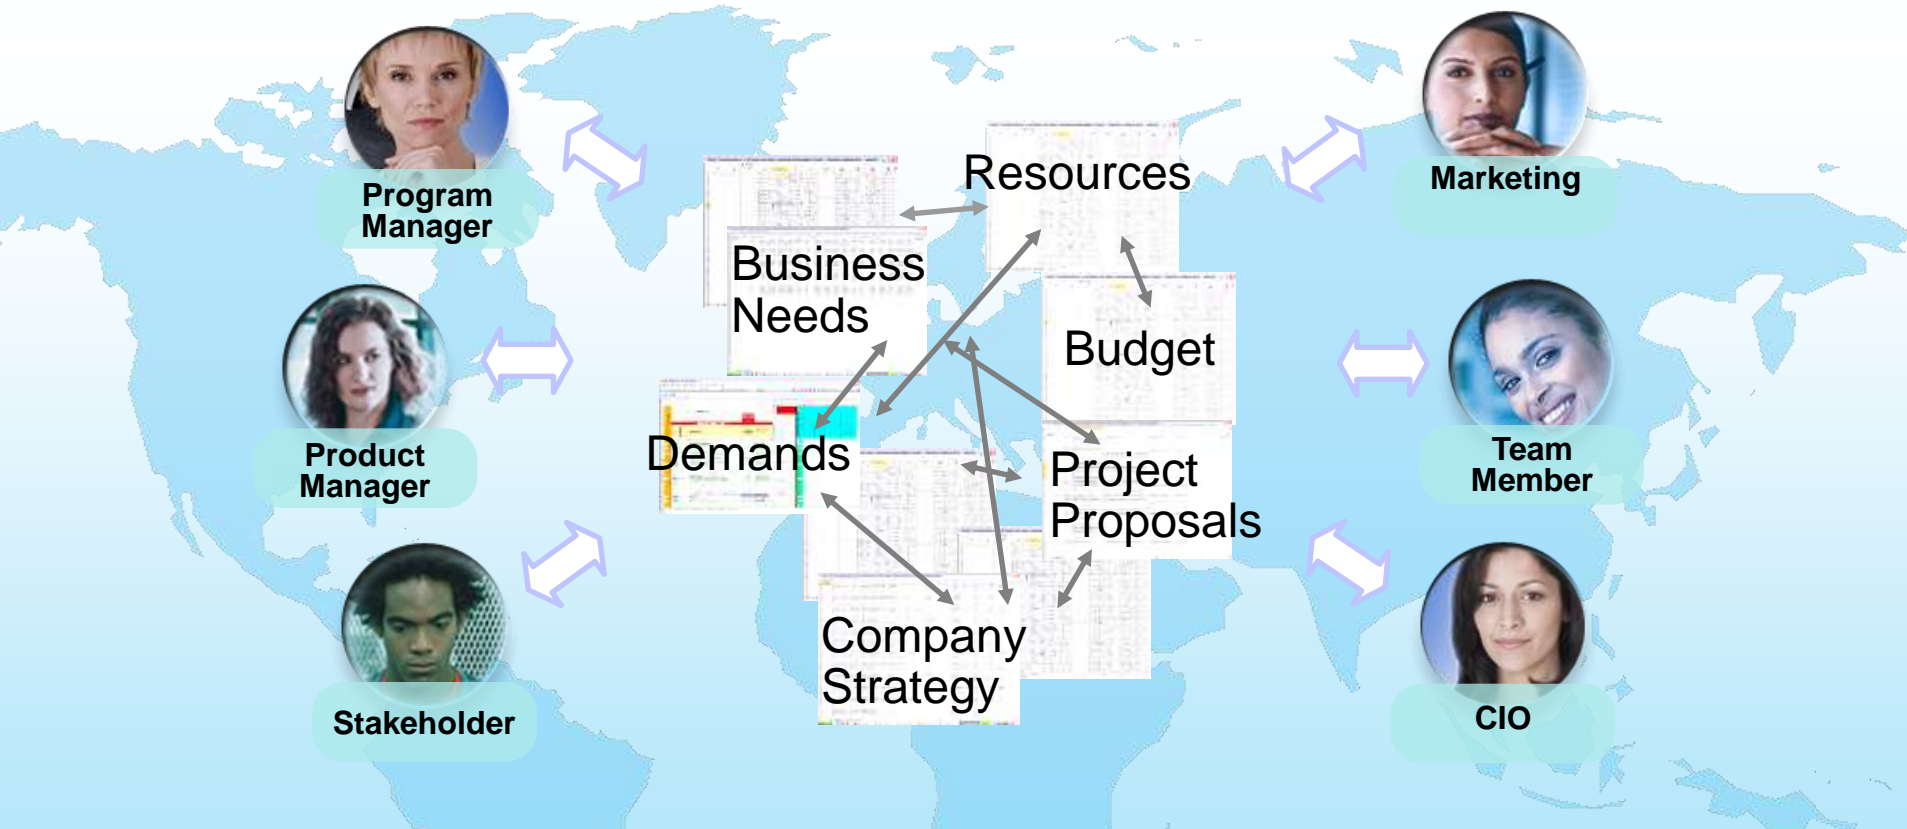 Program
Manager
Product
Manager
Stakeholder
Resources
Business
Needs
Budget
Demands
Project
Proposals
Company
Strategy
Marketing
Team
Member
CIO